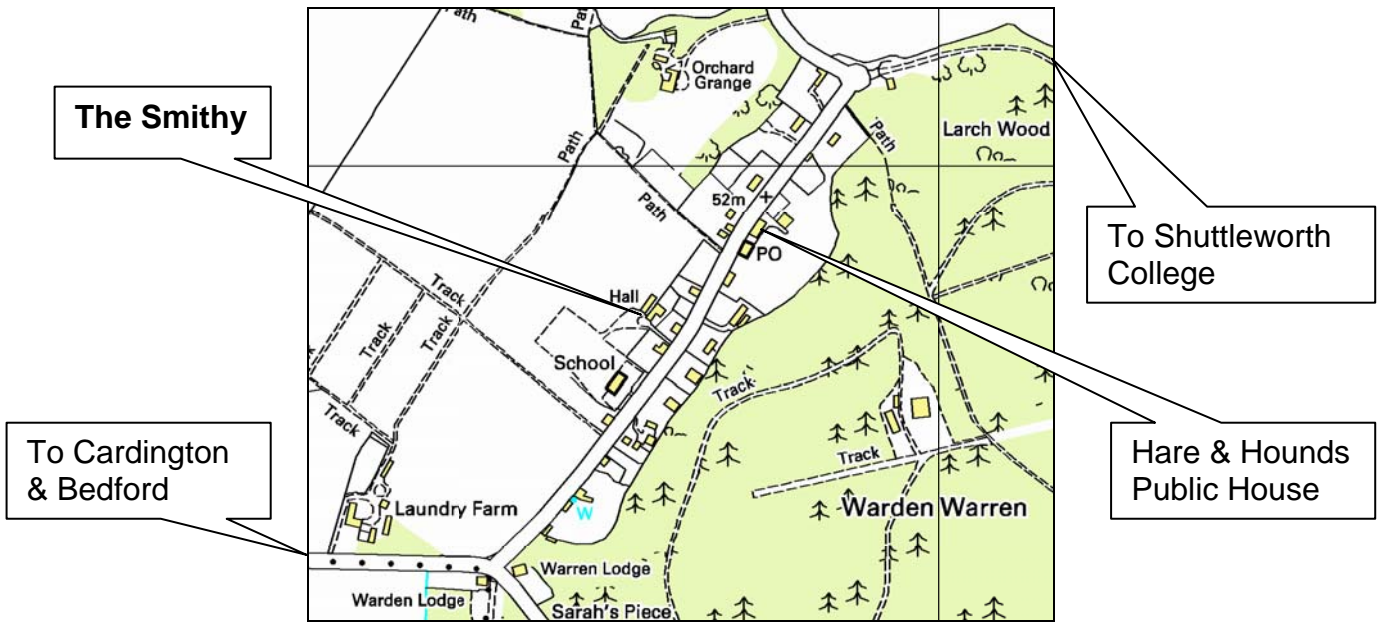 Path
Path
Orchard
Grange
The Smithy
Path
Path
Larch Wood
Path
52m
To Shuttleworth
College
PO
Track
Hall
Track
Track
School
Track
Track
Track
To Cardington
& Bedford
Hare & Hounds
Public House
Laundry Farm
W
Warden Warren
Warren Lodge
Warden Lodge
Sarah's Piece